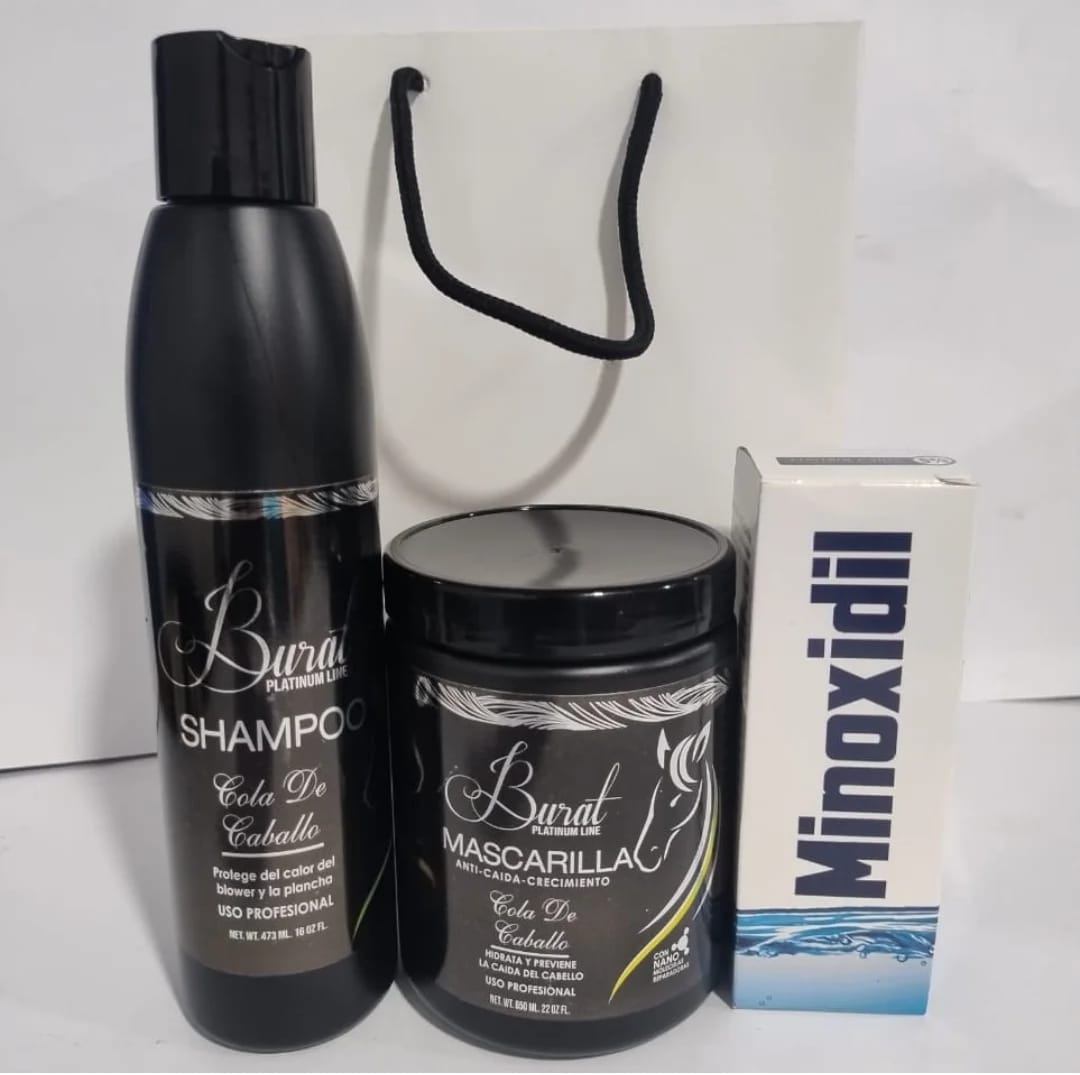 Burat
PLATINUM LINE
SHAMPOO
Cola De
Caballo
Protege del calor del
blower y la plancha
USO PROFESIONAL
NET. WT. 473 ML. 16 OZ FL.
Burat
PLATINUM LINE
MASCARILLA
ANTI-CAIDA-CRECIMIENTO
Cola De
Caballo
HIDRATA Y PREVIENE
LA CAIDA DEL CABELLO
USO PROFESIONAL
NET. WT. 650 ML. 22 OZ FL.
CON
NANO
MOLECULAS
REPARADORAS
Minoxidil